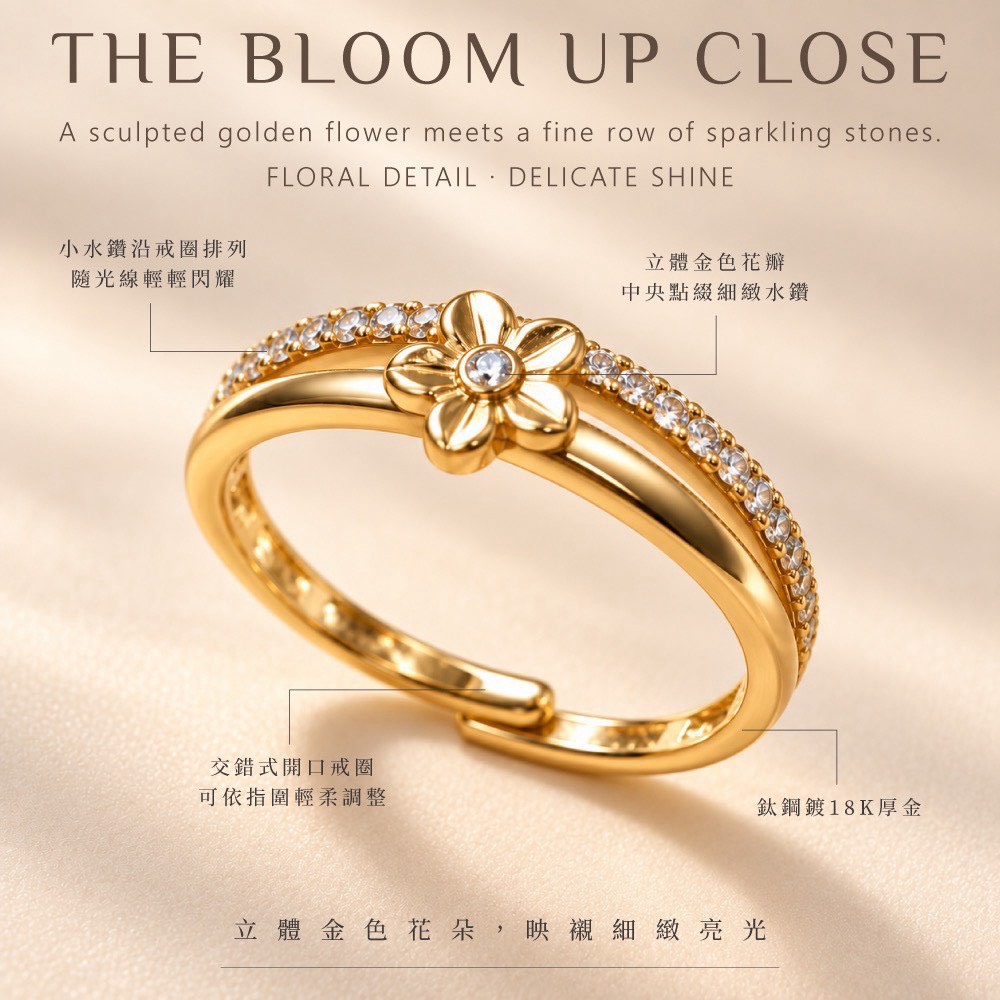 THE BLOOM UP CLOSE
A sculpted golden flower meets a fine row of sparkling stones.
FLORAL DETAIL · DELICATE SHINE
小水鑽沿戒圈排列
隨光線輕輕閃耀
立體金色花瓣
中央點綴細緻水鑽
交錯式開口戒圈
可依指圍輕柔調整
鈦鋼鍍18K厚金
立體金色花朵，映襯細緻亮光